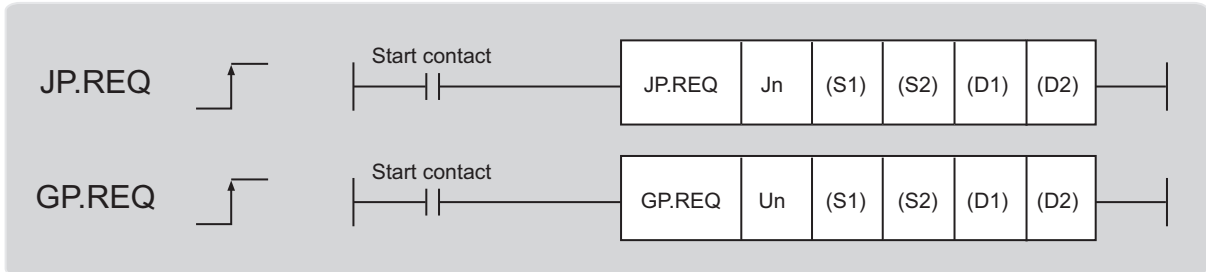 Start contact
JP.REQ JP.REQ Jn (S1) (S2) (D1) (D2)
Start contact
GP.REQ GP.REQ Un (S1) (S2) (D1) (D2)